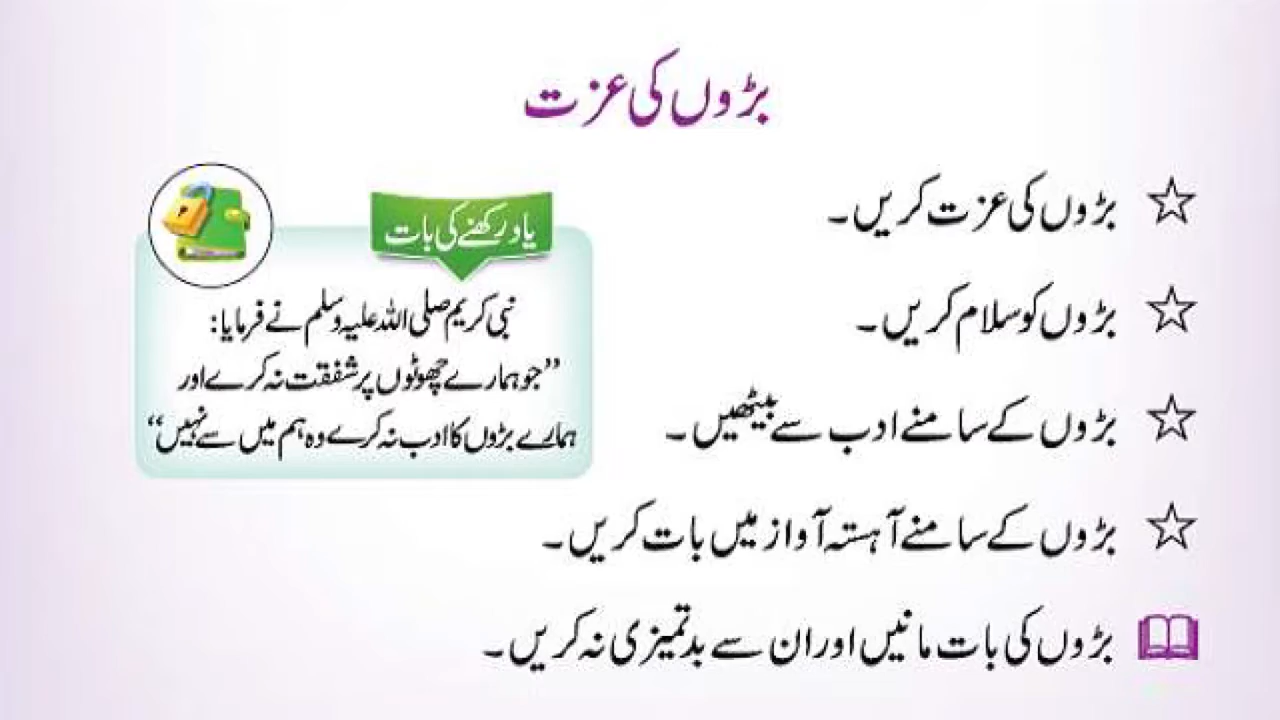 بڑوں کی عزت
بڑوں کی عزت کریں۔
بڑوں کو سلام کریں۔
بڑوں کے سامنے ادب سے بیٹھیں۔
بڑوں کے سامنے آہستہ آواز میں بات کریں۔
بڑوں کی بات مانیں اور ان سے بدتمیزی نہ کریں۔
یاد رکھنے کی بات
نبی کریم صلی اللہ علیہ وسلم نے فرمایا:
”جو ہمارے چھوٹوں پر شفقت نہ کرے اور
ہمارے بڑوں کا ادب نہ کرے وہ ہم میں سے نہیں“